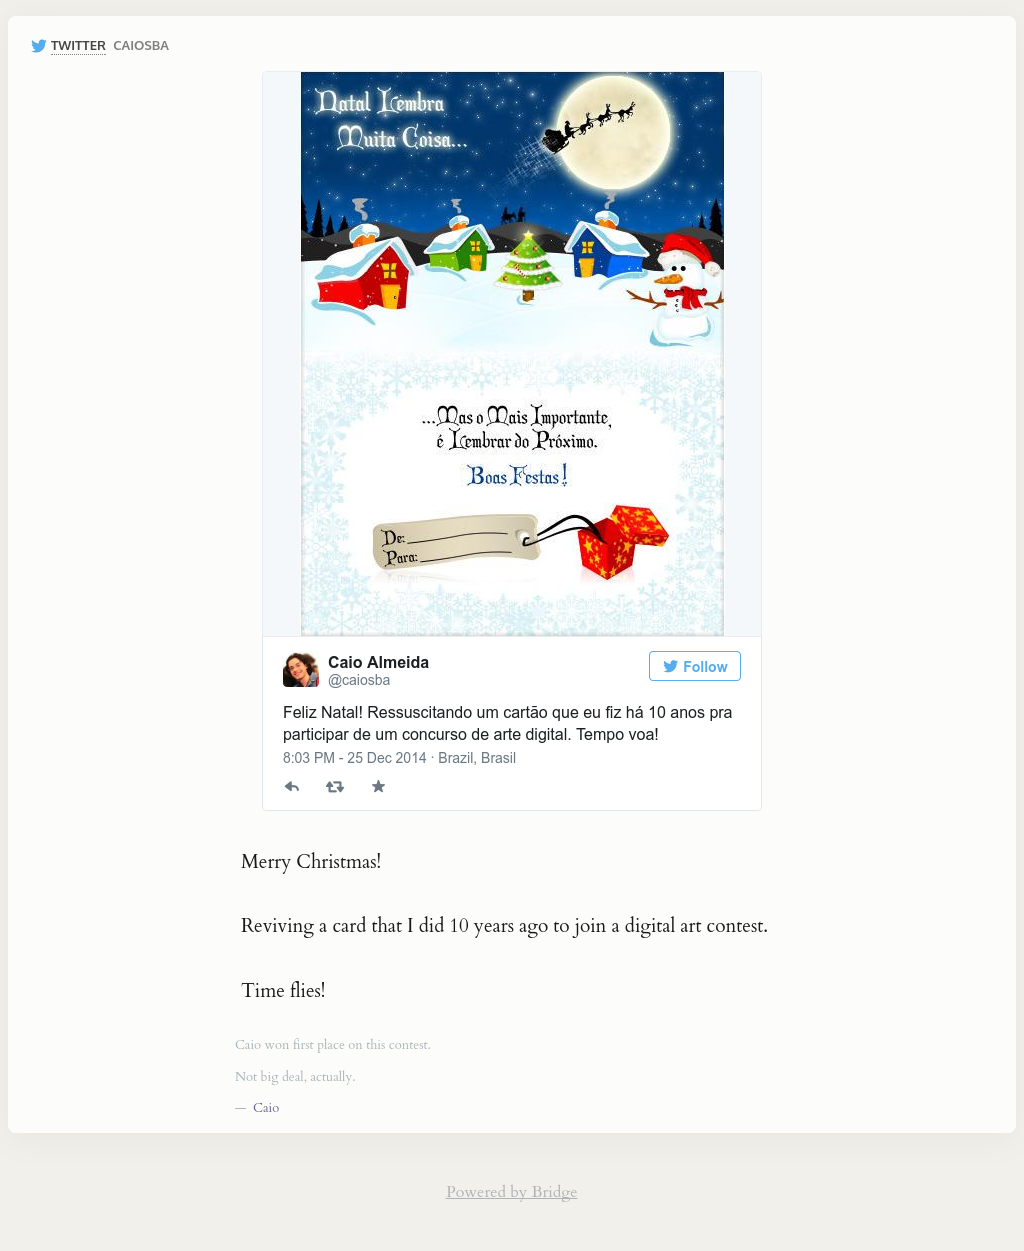 TWITTER CAIOSBA
Natal Lembra
Muita Coisa...
...Mas o Mais Importante,
é Lembrar do Próximo.
Boas Festas!
De:
Para:
Caio Almeida
@caiosba
Follow
Feliz Natal! Ressuscitando um cartão que eu fiz há 10 anos pra
participar de um concurso de arte digital. Tempo voa!
8:03 PM - 25 Dec 2014 · Brazil, Brasil
Merry Christmas!
Reviving a card that I did 10 years ago to join a digital art contest.
Time flies!
Caio won first place on this contest.
Not big deal, actually.
— Caio
Powered by Bridge